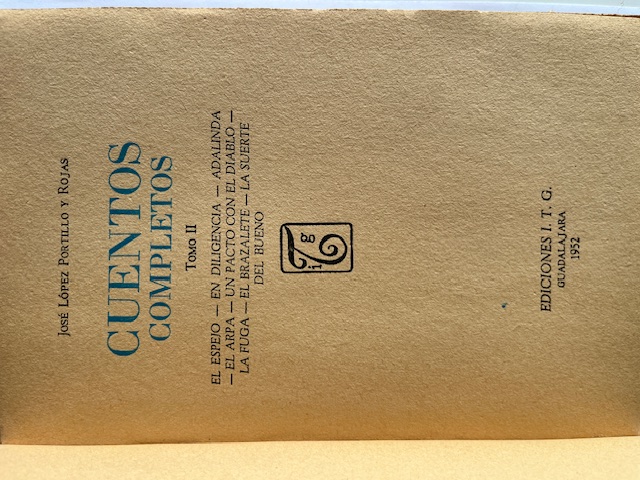 JOSÉ LÓPEZ PORTILLO Y ROJAS
CUENTOS
COMPLETOS
TOMO II
EL ESPEJO — EN DILIGENCIA — ADALINDA
— EL ARPA — UN PACTO CON EL DIABLO —
LA FUGA — EL BRAZALETE — LA SUERTE
DEL BUENO
i T g
EDICIONES I. T. G.
GUADALAJARA
1952